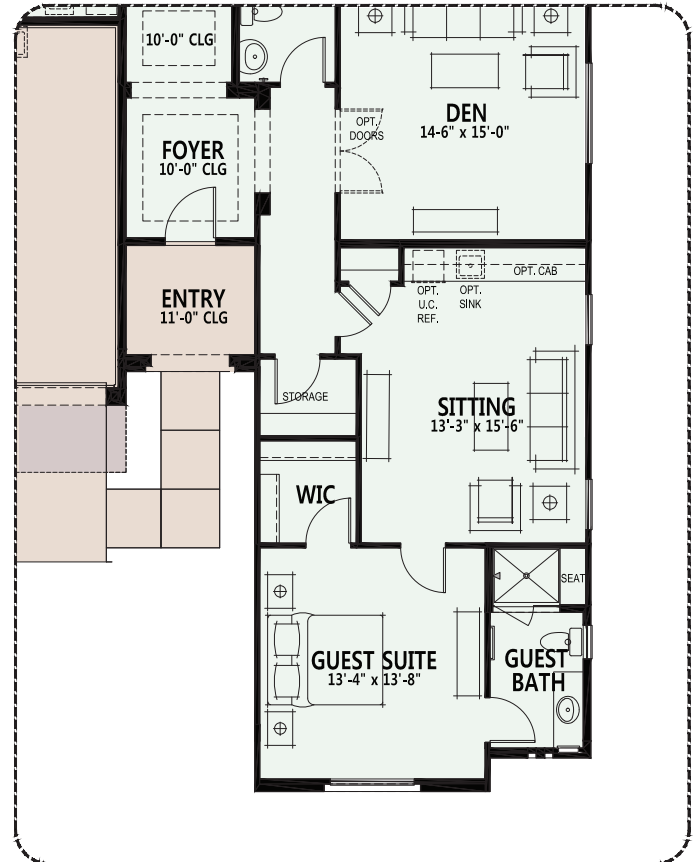 10'-0" CLG
DEN
14'-6" x 15'-0"
OPT.
DOORS
FOYER
10'-0" CLG
OPT. CAB
OPT.
U.C.
REF.
OPT.
SINK
ENTRY
11'-0" CLG
STORAGE
SITTING
13'-3" x 15'-6"
WIC
SEAT
GUEST SUITE
13'-4" x 13'-8"
GUEST
BATH